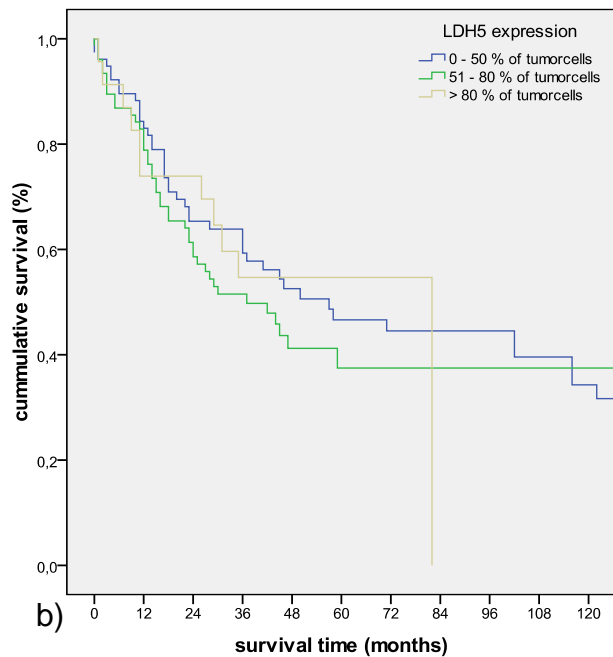 LDH5 expression
0 - 50 % of tumorcells
51 - 80 % of tumorcells
> 80 % of tumorcells
cummulative survival (%)
1,0
0,8
0,6
0,4
0,2
0,0
0 12 24 36 48 60 72 84 96 108 120
survival time (months)
b)